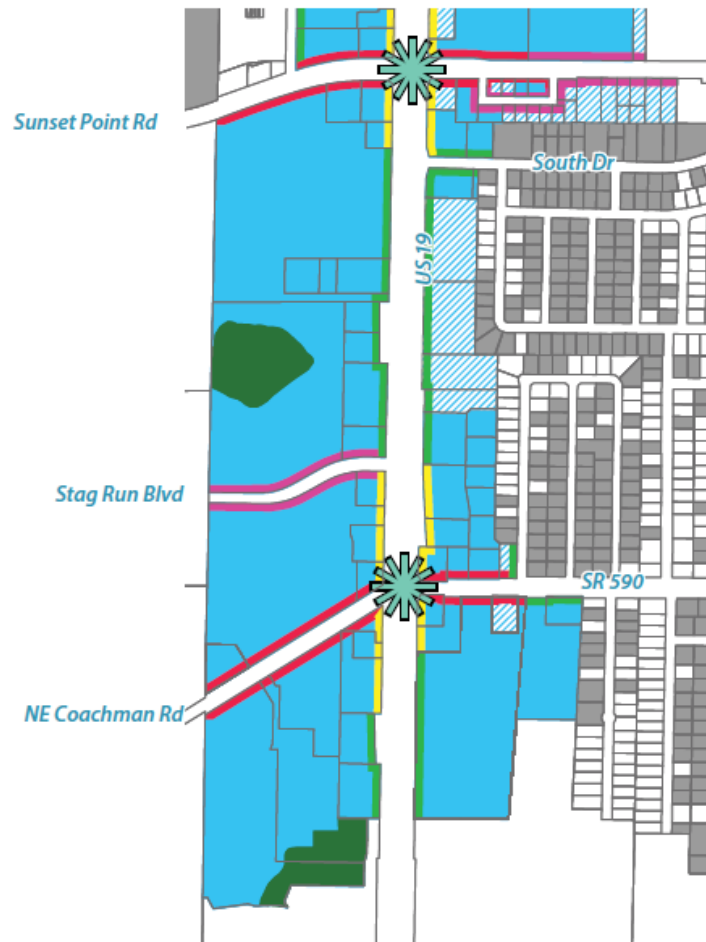 Sunset Point Rd
South Dr
US 19
Stag Run Blvd
SR 590
NE Coachman Rd